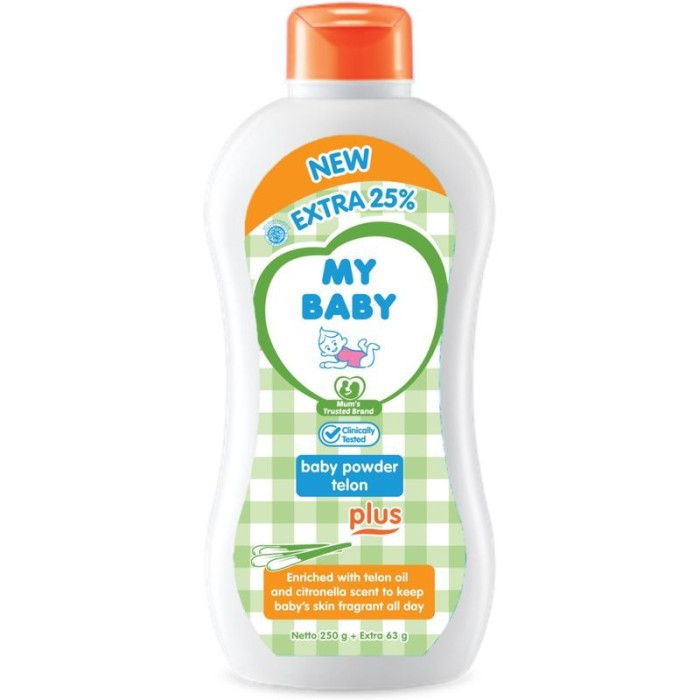 NEW
EXTRA 25%
MY
BABY
Mum's
Trusted Brand
Clinically
Tested
baby powder
telon
plus
Enriched with telon oil
and citronella scent to keep
baby's skin fragrant all day
Netto 250 g + Extra 63 g